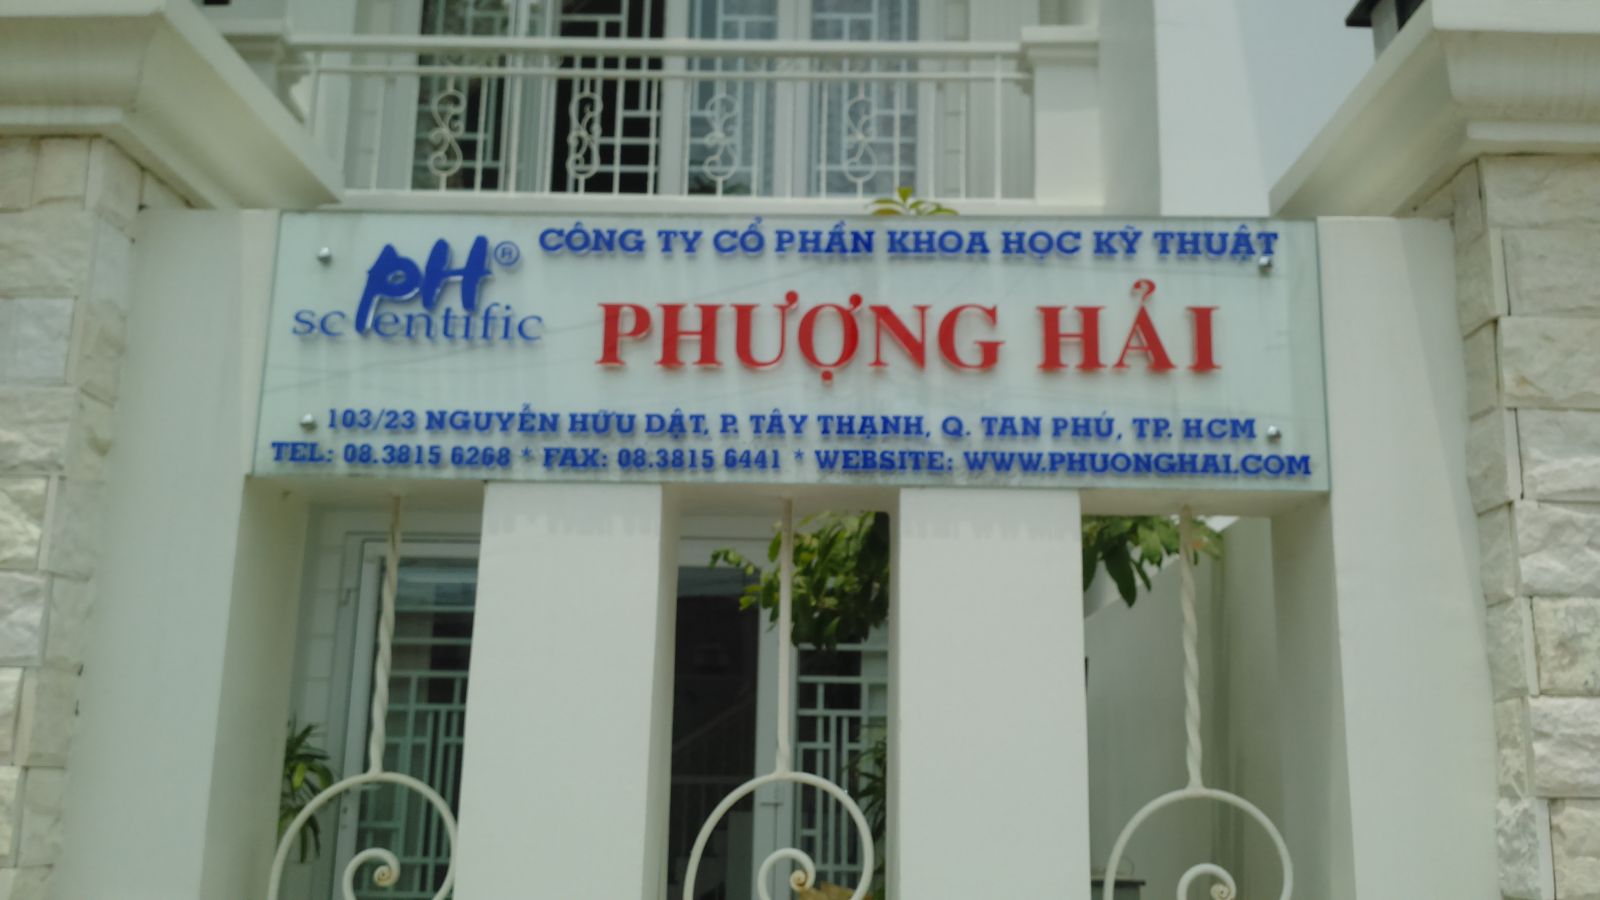 pH® scientific
CÔNG TY CỔ PHẦN KHOA HỌC KỸ THUẬT
PHƯỢNG HẢI
103/23 NGUYỄN HỮU DẬT, P. TÂY THẠNH, Q. TAN PHÚ, TP. HCM
TEL: 08.3815 6268 * FAX: 08.3815 6441 * WEBSITE: WWW.PHUONGHAI.COM